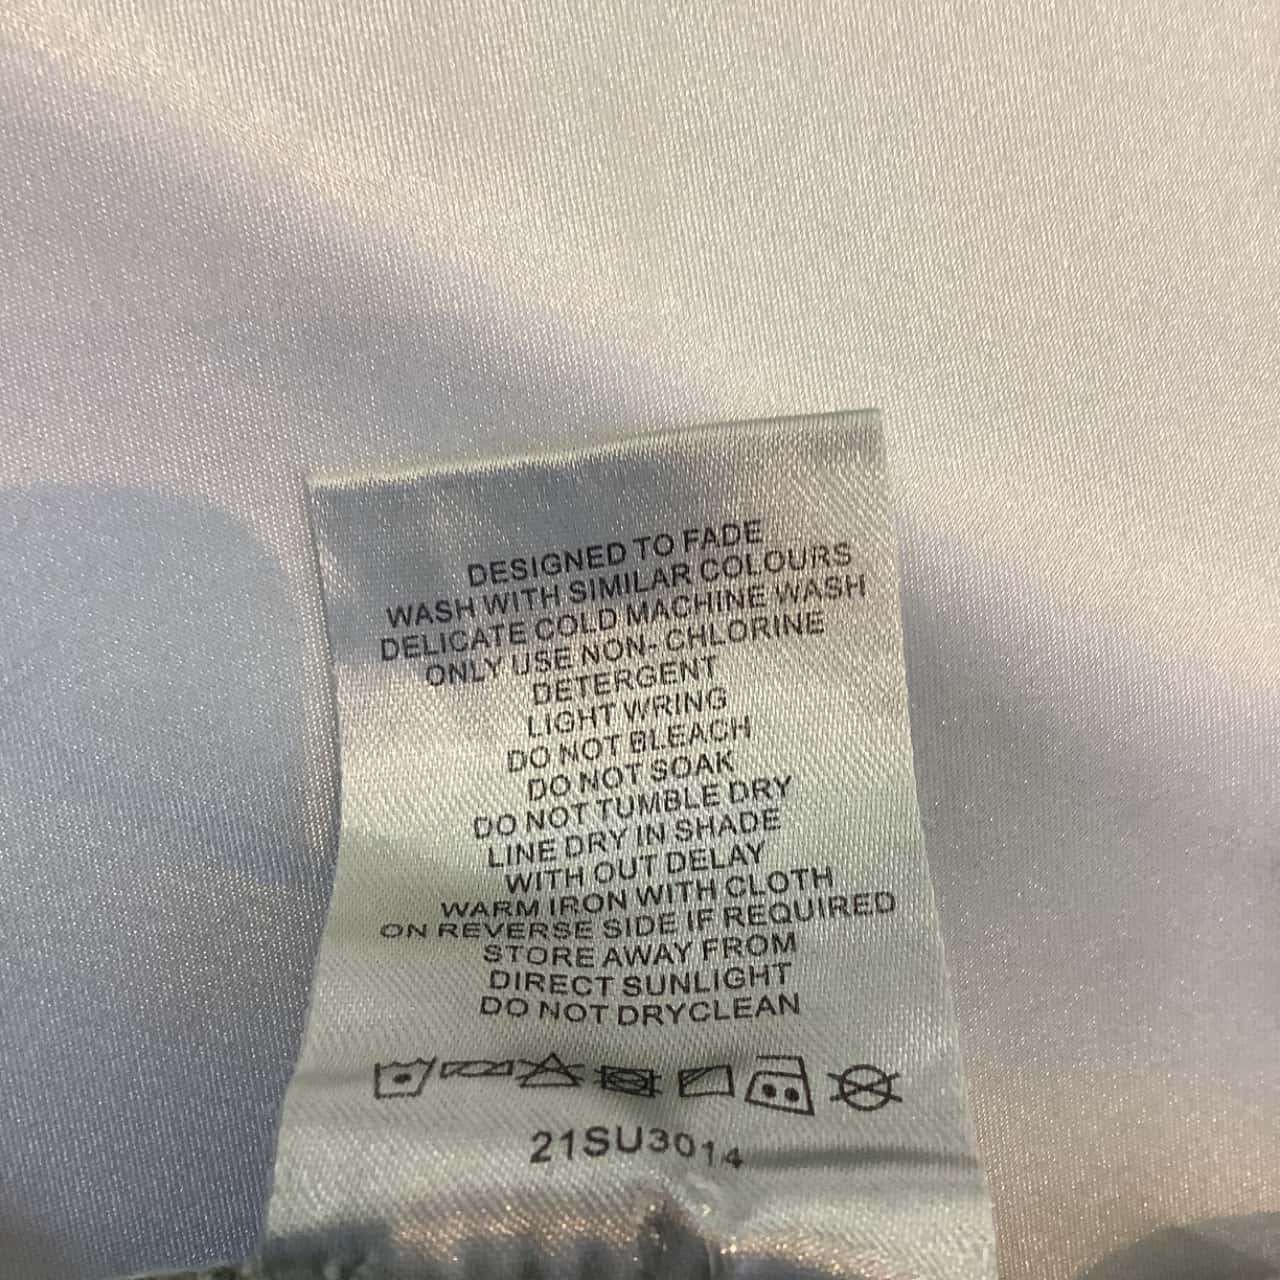 DESIGNED TO FADE
WASH WITH SIMILAR COLOURS
DELICATE COLD MACHINE WASH
ONLY USE NON- CHLORINE
DETERGENT
LIGHT WRING
DO NOT BLEACH
DO NOT SOAK
DO NOT TUMBLE DRY
LINE DRY IN SHADE
WITH OUT DELAY
WARM IRON WITH CLOTH
ON REVERSE SIDE IF REQUIRED
STORE AWAY FROM
DIRECT SUNLIGHT
DO NOT DRYCLEAN
21SU3014